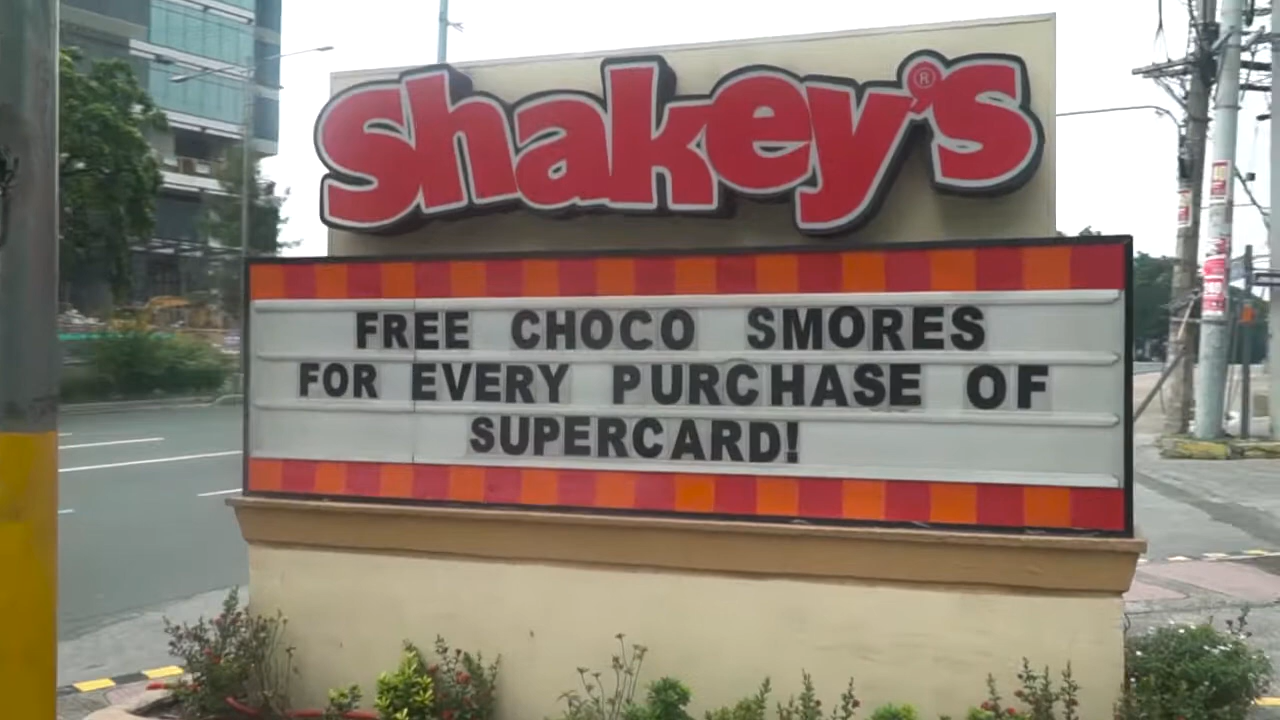 Shakey's®
FREE CHOCO SMORES
FOR EVERY PURCHASE OF
SUPERCARD!